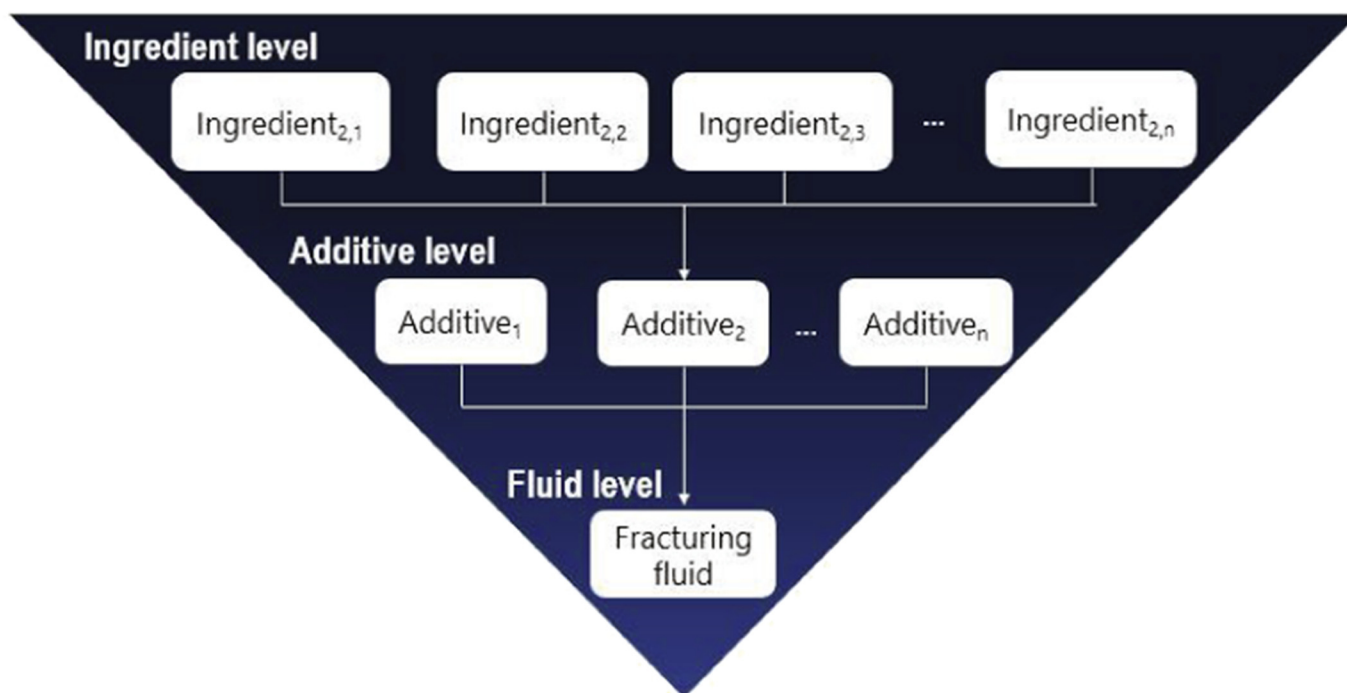 Ingredient level
Ingredient2,1 Ingredient2,2 Ingredient2,3 ... Ingredient2,n
Additive level
Additive1 Additive2 ... Additiven
Fluid level
Fracturing
fluid